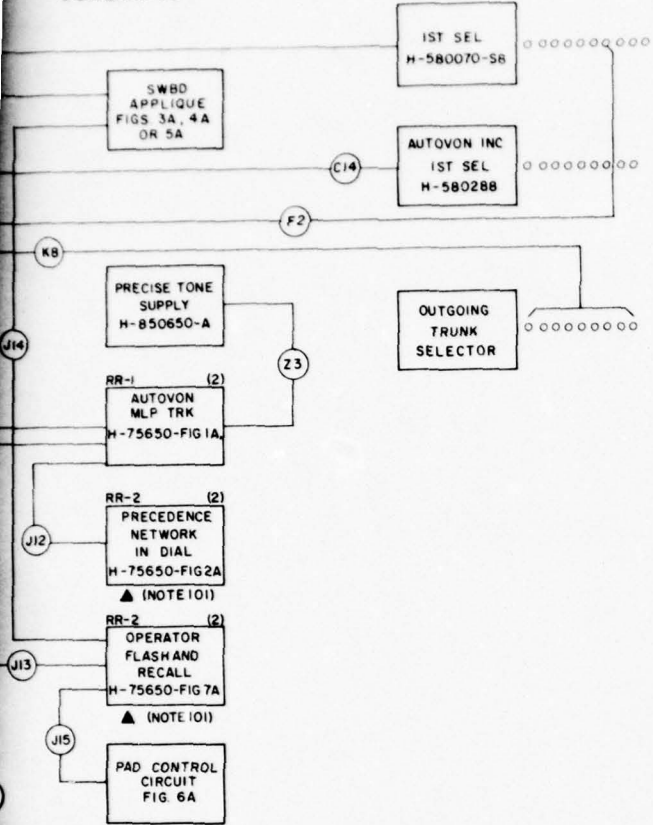 1ST SEL
H-580070-SB
SWBD
APPLIQUE
FIGS 3A, 4A
OR 5A
AUTOVON INC
1ST SEL
H-580288
C14
F2
K8
PRECISE TONE
SUPPLY
H-850650-A
OUTGOING
TRUNK
SELECTOR
J14
Z3
RR-1 (2)
AUTOVON
MLP TRK
H-75650-FIG 1A
RR-2 (2)
PRECEDENCE
NETWORK
IN DIAL
H-75650-FIG 2A
J12
▲ (NOTE 101)
RR-2 (2)
OPERATOR
FLASH AND
RECALL
H-75650-FIG 7A
J13
▲ (NOTE 101)
J15
PAD CONTROL
CIRCUIT
FIG. 6A